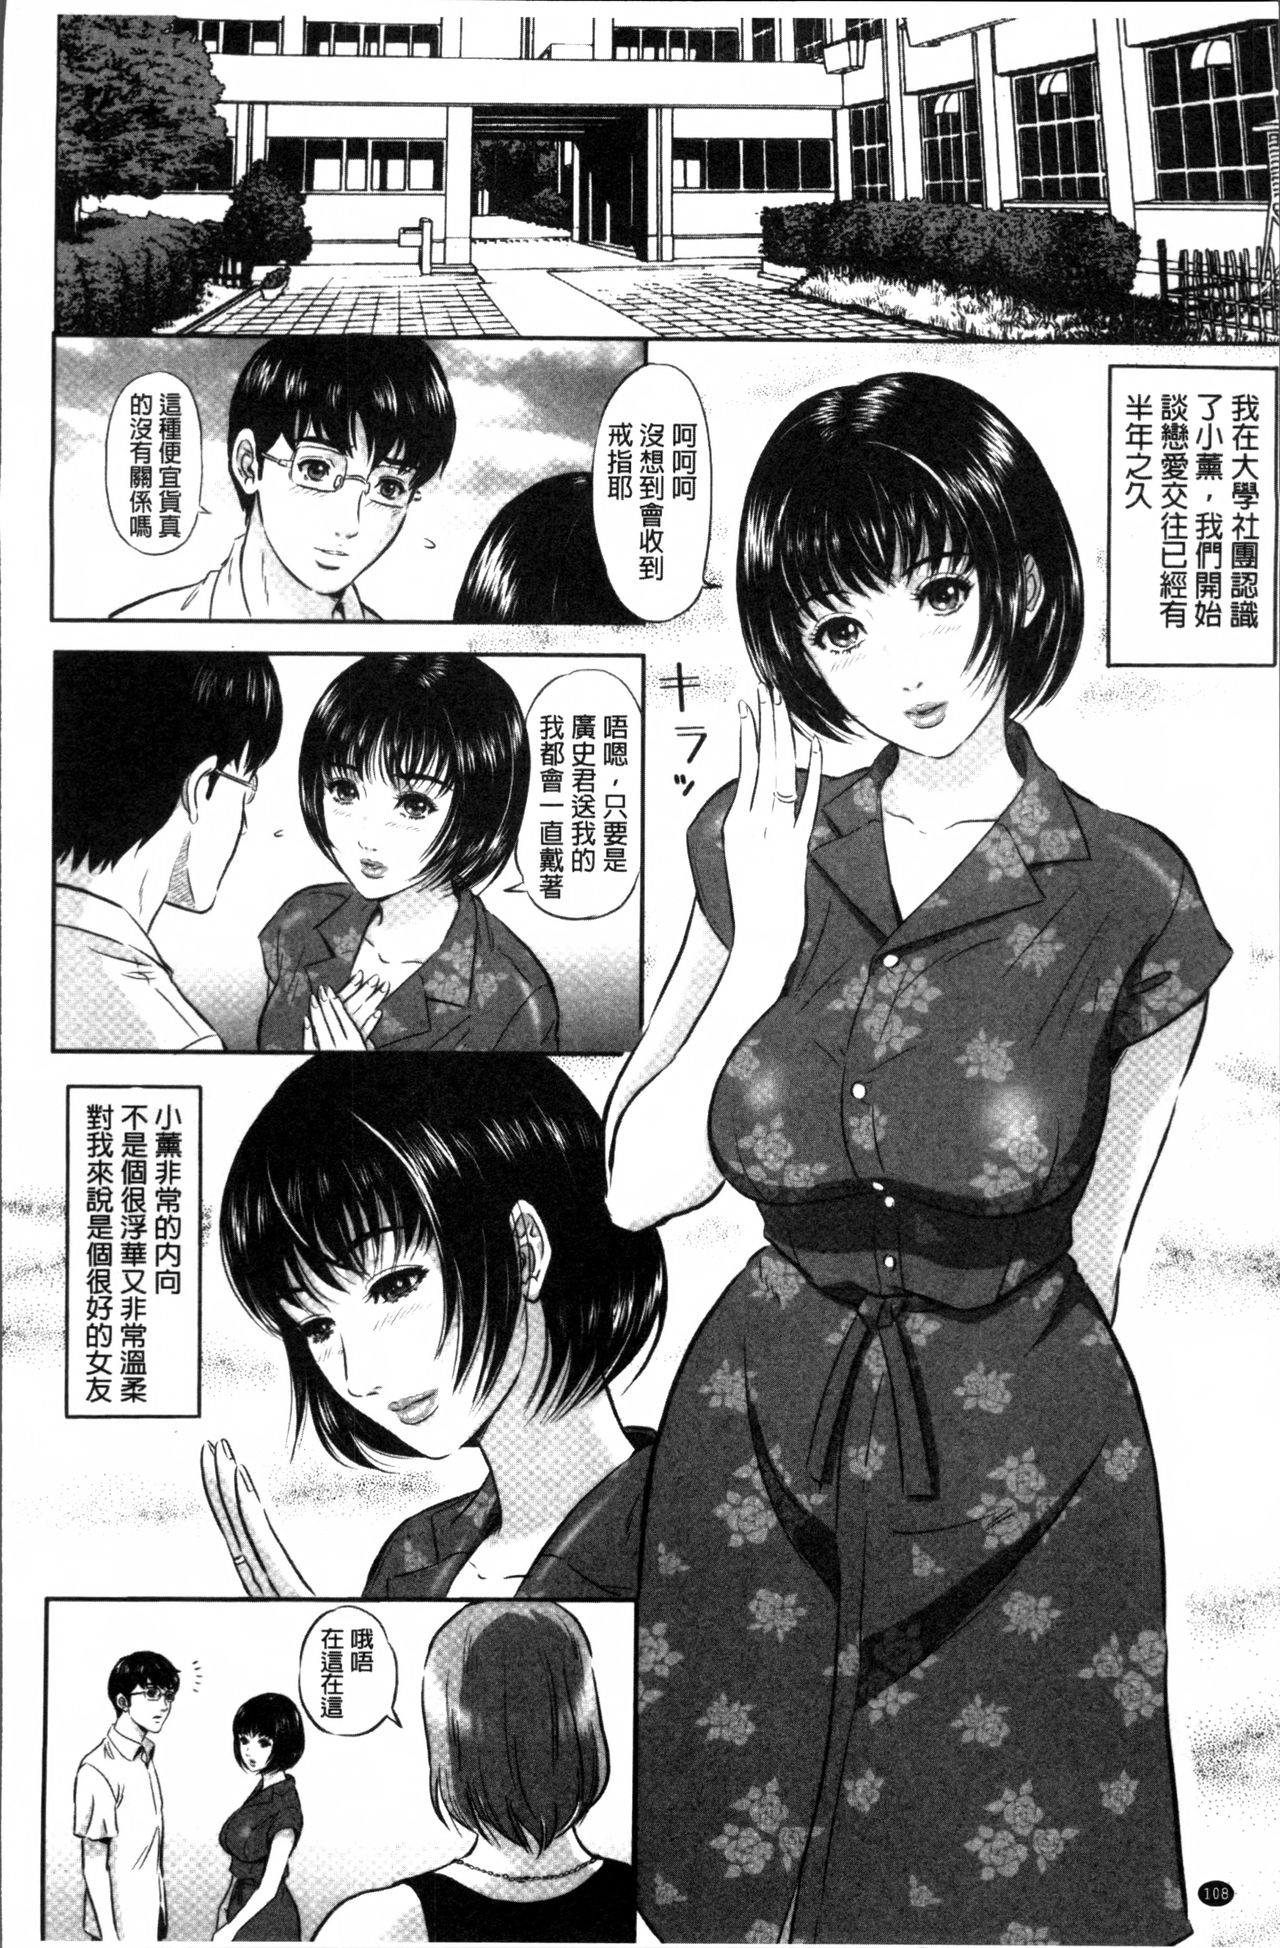 我在大學社團認識
了小薰，我們開始
談戀愛交往已經有
半年之久
呵呵呵
沒想到會收到
戒指耶
這種便宜貨真
的沒有關係嗎
キラッ
唔嗯，只要是
廣史君送我的
我都會一直戴著
小薰非常的內向
不是個很浮華又非常溫柔
對我來說是個很好的女友
哦唔
在這在這
108